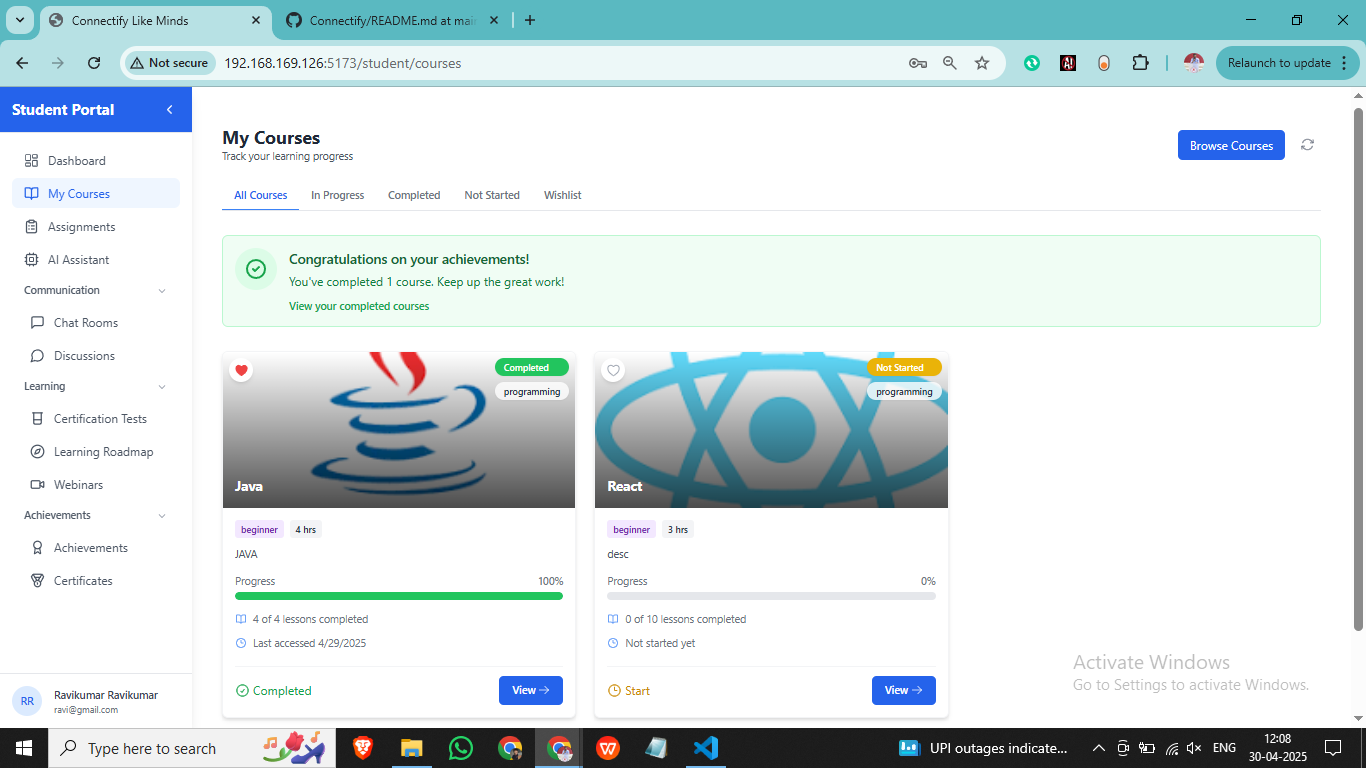 Connectify Like Minds
Connectify/README.md at mai
Not secure
192.168.169.126:5173/student/courses
Relaunch to update
Student Portal
Dashboard
My Courses
Assignments
AI Assistant
Communication
Chat Rooms
Discussions
Learning
Certification Tests
Learning Roadmap
Webinars
Achievements
Achievements
Certificates
RR
Ravikumar Ravikumar
ravi@gmail.com
My Courses
Track your learning progress
Browse Courses
All Courses In Progress Completed Not Started Wishlist
Congratulations on your achievements!
You've completed 1 course. Keep up the great work!
View your completed courses
Completed
programming
Java
beginner 4 hrs
JAVA
Progress 100%
4 of 4 lessons completed
Last accessed 4/29/2025
Completed View
Not Started
programming
React
beginner 3 hrs
desc
Progress 0%
0 of 10 lessons completed
Not started yet
Start View
Activate Windows
Go to Settings to activate Windows.
Type here to search
UPI outages indicate...
ENG
12:08
30-04-2025